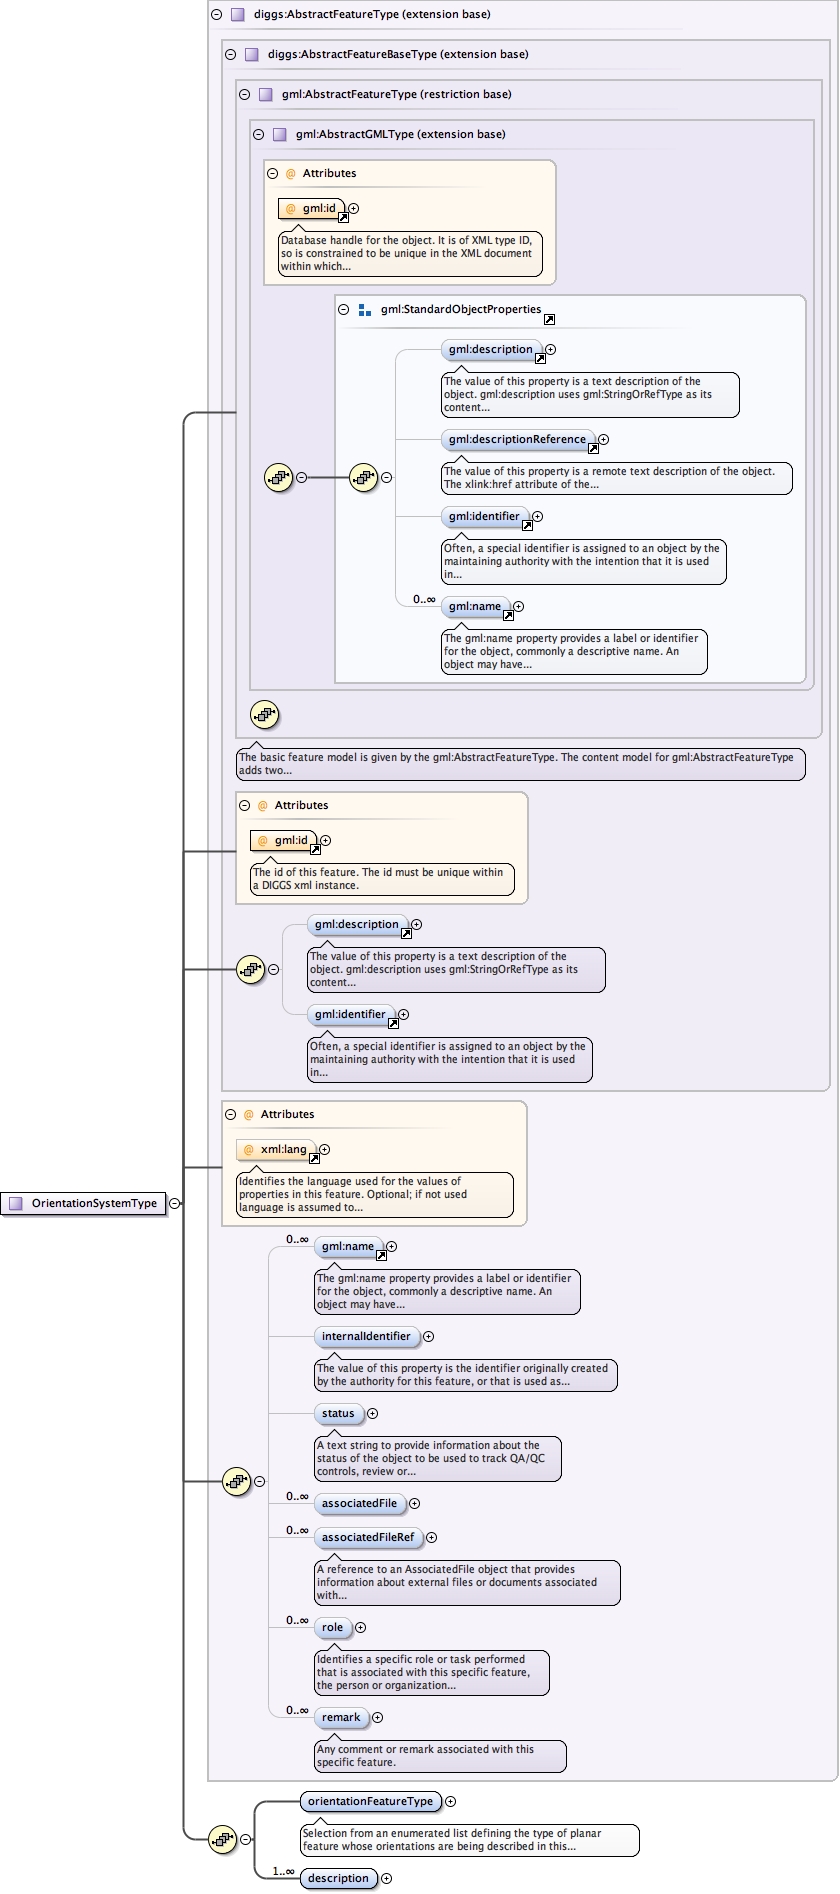 diggs:AbstractFeatureType (extension base)
diggs:AbstractFeatureBaseType (extension base)
gml:AbstractFeatureType (restriction base)
gml:AbstractGMLType (extension base)
@ Attributes
@ gml:id
Database handle for the object. It is of XML type ID,
so is constrained to be unique in the XML document
within which...
gml:StandardObjectProperties
gml:description
The value of this property is a text description of the
object. gml:description uses gml:StringOrRefType as its
content...
gml:descriptionReference
The value of this property is a remote text description of the object.
The xlink:href attribute of the...
gml:identifier
Often, a special identifier is assigned to an object by the
maintaining authority with the intention that it is used
in...
0..∞
gml:name
The gml:name property provides a label or identifier
for the object, commonly a descriptive name. An
object may have...
The basic feature model is given by the gml:AbstractFeatureType. The content model for gml:AbstractFeatureType
adds two...
@ Attributes
@ gml:id
The id of this feature. The id must be unique within
a DIGGS xml instance.
gml:description
The value of this property is a text description of the
object. gml:description uses gml:StringOrRefType as its
content...
gml:identifier
Often, a special identifier is assigned to an object by the
maintaining authority with the intention that it is used
in...
@ Attributes
@ xml:lang
Identifies the language used for the values of
properties in this feature. Optional; if not used
language is assumed to...
OrientationSystemType
0..∞
gml:name
The gml:name property provides a label or identifier
for the object, commonly a descriptive name. An
object may have...
internalIdentifier
The value of this property is the identifier originally created
by the authority for this feature, or that is used as...
status
A text string to provide information about the
status of the object to be used to track QA/QC
controls, review or...
0..∞
associatedFile
0..∞
associatedFileRef
A reference to an AssociatedFile object that provides
information about external files or documents associated
with...
0..∞
role
Identifies a specific role or task performed
that is associated with this specific feature,
the person or organization...
0..∞
remark
Any comment or remark associated with this
specific feature.
orientationFeatureType
Selection from an enumerated list defining the type of planar
feature whose orientations are being described in this...
1..∞
description